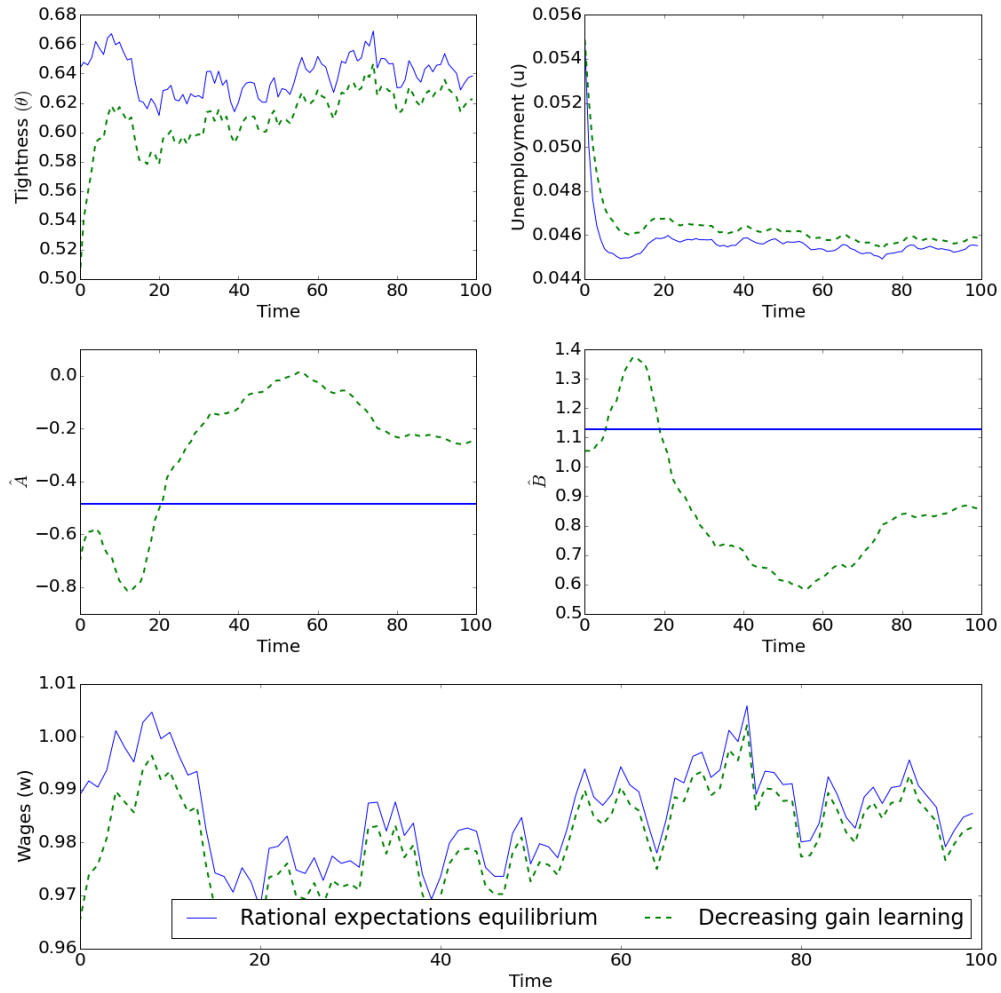 0.68
0.66
0.64
0.62
0.60
0.58
0.56
0.54
0.52
0.50
Tightness (θ)
0 20 40 60 80 100
Time
0.056
0.054
0.052
0.050
0.048
0.046
0.044
Unemployment (u)
0 20 40 60 80 100
Time
0.0
−0.2
−0.4
−0.6
−0.8
Â
0 20 40 60 80 100
Time
1.4
1.3
1.2
1.1
1.0
0.9
0.8
0.7
0.6
0.5
B̂
0 20 40 60 80 100
Time
1.01
1.00
0.99
0.98
0.97
0.96
Wages (w)
Rational expectations equilibrium Decreasing gain learning
0 20 40 60 80 100
Time